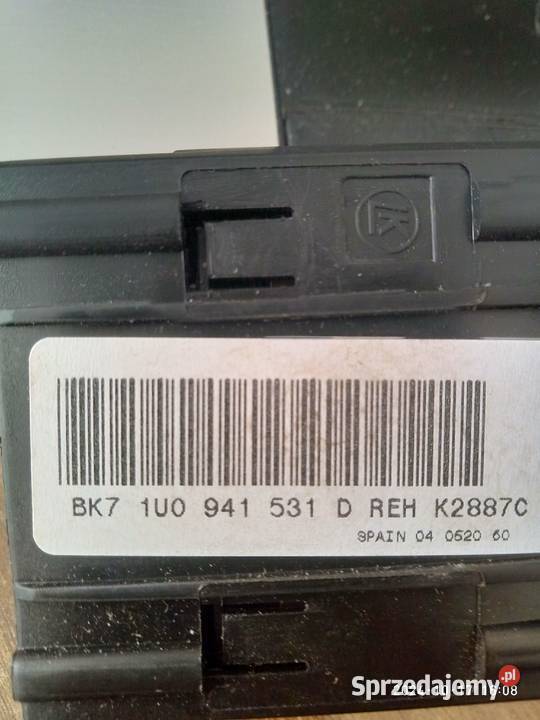 BK7 1U0 941 531 D REH K2887C
SPAIN 04 0520 60
Sprzedajemy.pl